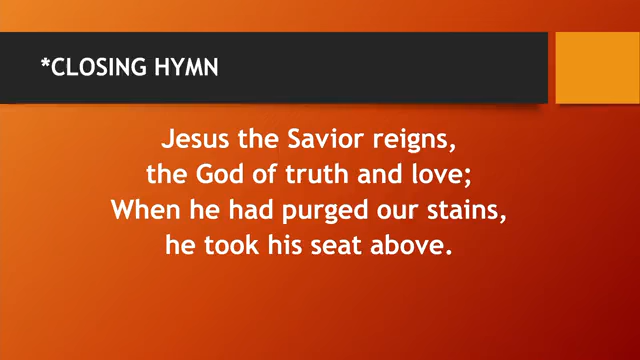 *CLOSING HYMN
Jesus the Savior reigns,
the God of truth and love;
When he had purged our stains,
he took his seat above.